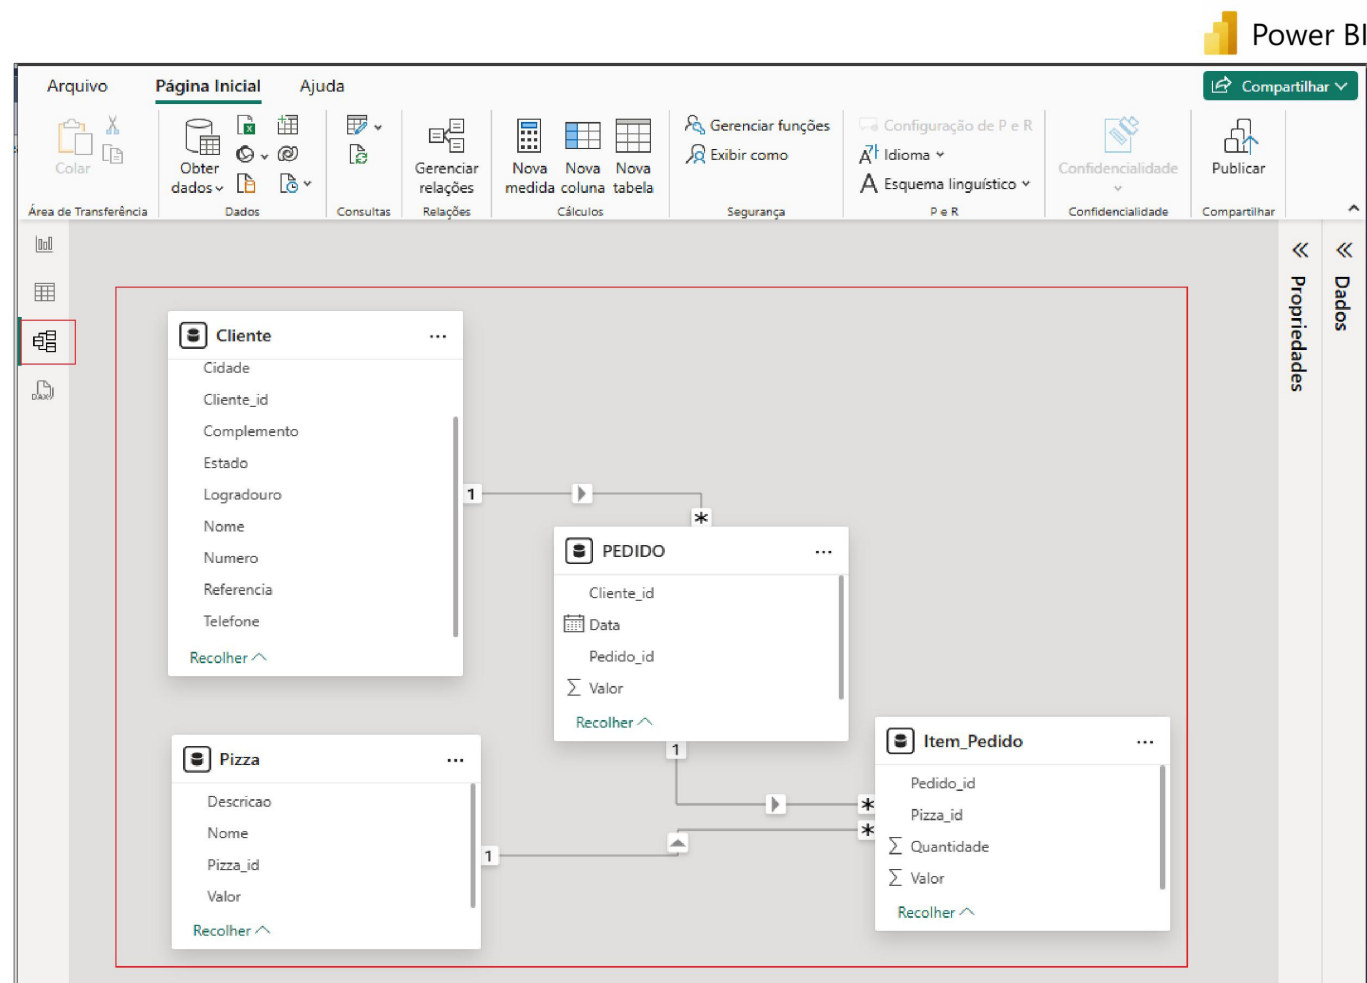 Power BI
Arquivo Página Inicial Ajuda Compartilhar
Colar
Área de Transferência
Obter dados
Dados
Consultas
Gerenciar relações
Relações
Nova medida
Nova coluna
Nova tabela
Cálculos
Gerenciar funções
Exibir como
Segurança
Configuração de P e R
Idioma
Esquema linguístico
P e R
Confidencialidade
Confidencialidade
Publicar
Compartilhar
Propriedades
Dados
DAX
Cliente ...
Cidade
Cliente_id
Complemento
Estado
Logradouro
Nome
Numero
Referencia
Telefone
Recolher
1
*
PEDIDO ...
Cliente_id
Data
Pedido_id
∑ Valor
Recolher
1
*
Pizza ...
Descricao
Nome
Pizza_id
Valor
Recolher
1
*
Item_Pedido ...
Pedido_id
Pizza_id
∑ Quantidade
∑ Valor
Recolher